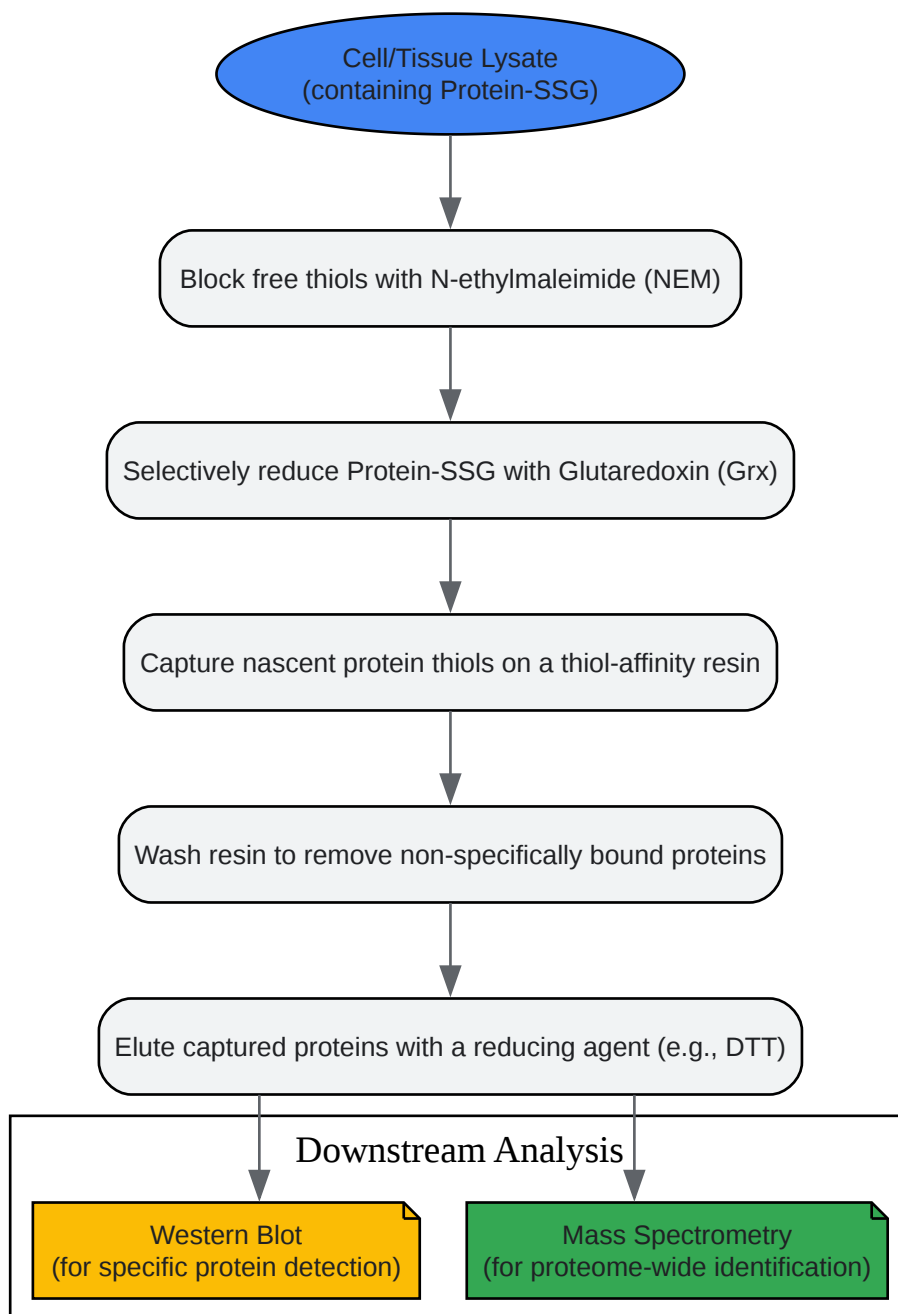 Cell/Tissue Lysate
(containing Protein-SSG)
Block free thiols with N-ethylmaleimide (NEM)
Selectively reduce Protein-SSG with Glutaredoxin (Grx)
Capture nascent protein thiols on a thiol-affinity resin
Wash resin to remove non-specifically bound proteins
Elute captured proteins with a reducing agent (e.g., DTT)
Downstream Analysis
Western Blot
(for specific protein detection)
Mass Spectrometry
(for proteome-wide identification)